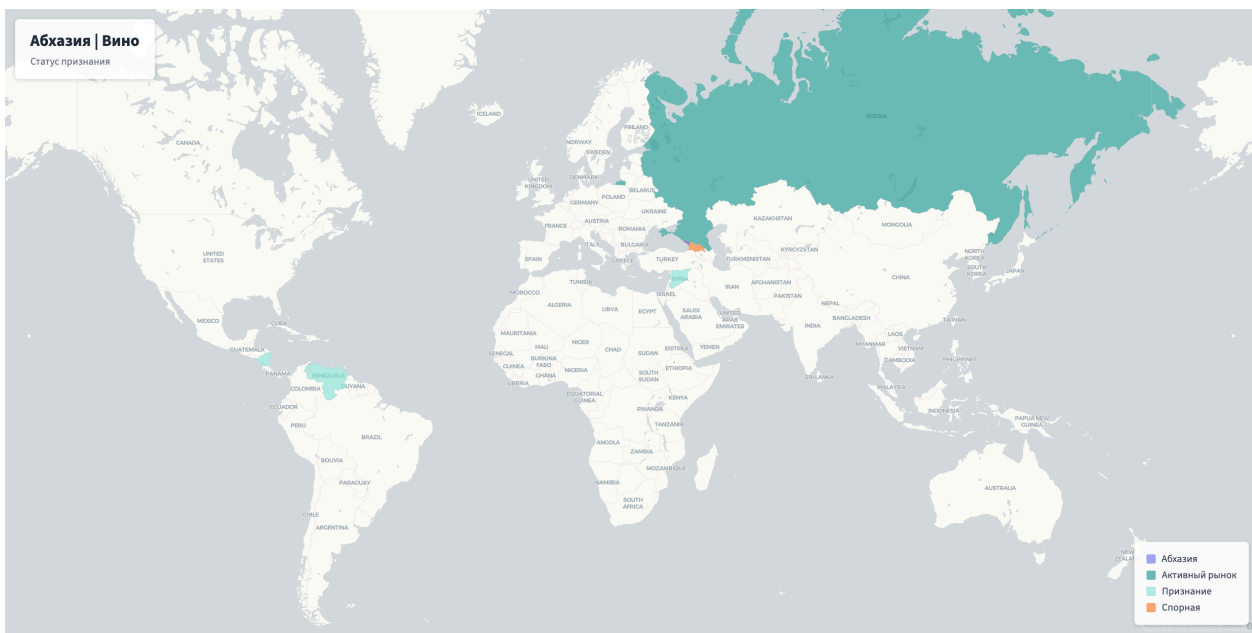 Абхазия | Вино
Статус признания
ICELAND
CANADA
FINLAND
RUSSIA
NORWAY
SWEDEN
UNITED
KINGDOM
DENMARK
BELARUS
POLAND
GERMANY
UKRAINE
AUSTRIA
FRANCE
ROMANIA
KAZAKHSTAN
MONGOLIA
ITALY
BULGARIA
KYRGYZSTAN
UNITED
STATES
SPAIN
GREECE
TURKEY
TURKMENISTAN
NORTH
KOREA
SOUTH
KOREA
JAPAN
CHINA
TUNISIA
SYRIA
IRAN
AFGHANISTAN
MOROCCO
ISRAEL
PAKISTAN
ALGERIA
LIBYA
EGYPT
SAUDI
ARABIA
UNITED
ARAB
EMIRATES
NEPAL
BANGLADESH
TAIWAN
MEXICO
CUBA
INDIA
MAURITANIA
LAOS
MYANMAR
VIETNAM
GUATEMALA
SENEGAL
MALI
NIGER
CHAD
SUDAN
ERITREA
YEMEN
CAMBODIA
PHILIPPINES
GUINEA
BURKINA
FASO
NIGERIA
GHANA
SOUTH
SUDAN
ETHIOPIA
PANAMA
VENEZUELA
COLOMBIA
GUYANA
LIBERIA
SRI LANKA
MALAYSIA
EQUATORIAL
GUINEA
KENYA
ECUADOR
RWANDA
INDONESIA
PERU
TANZANIA
PAPUA NEW
GUINEA
BRAZIL
ANGOLA
ZAMBIA
BOLIVIA
MOZAMBIQUE
PARAGUAY
NAMIBIA
AUSTRALIA
SOUTH
AFRICA
CHILE
ARGENTINA
NEW
Абхазия
Активный рынок
Признание
Спорная